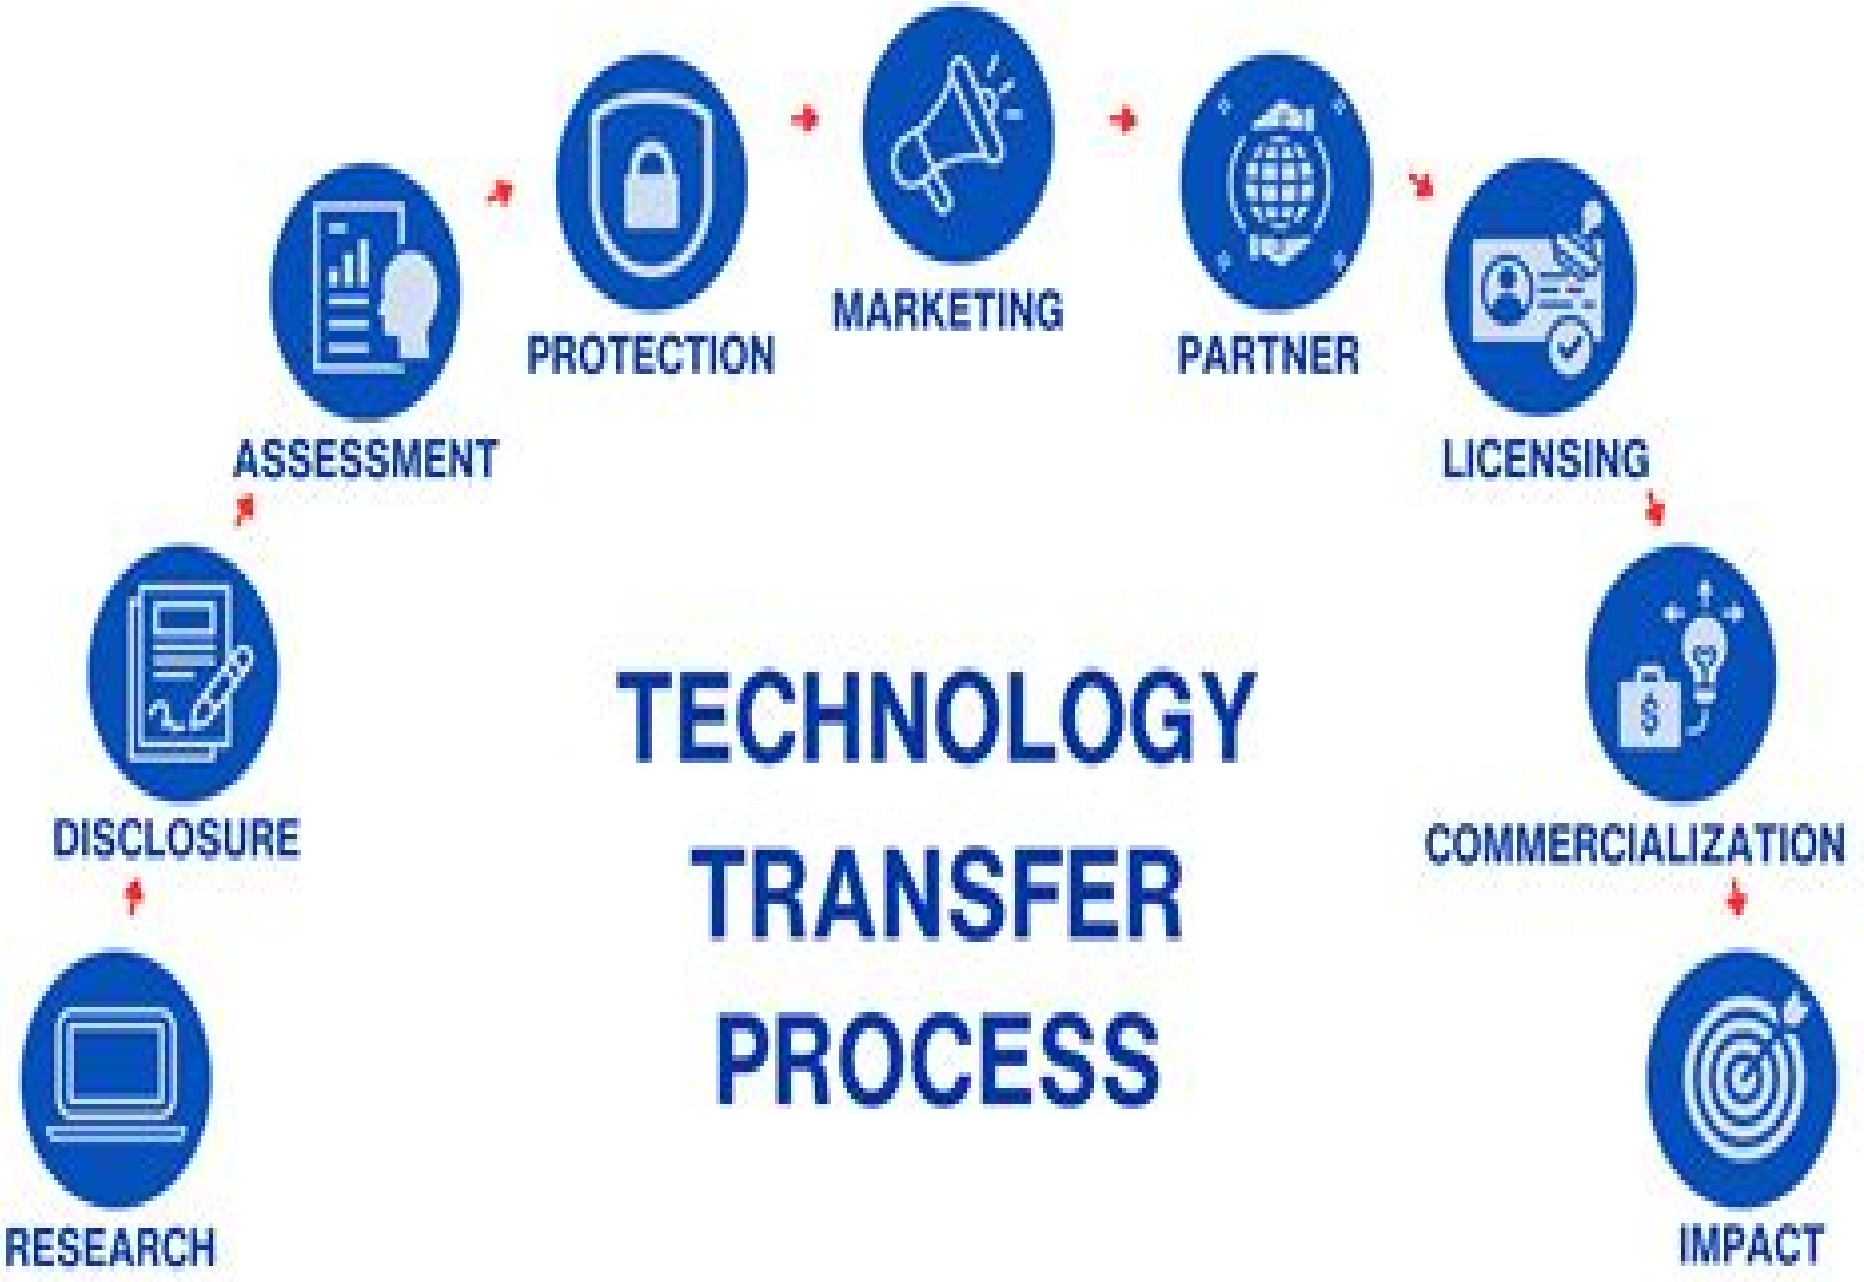 MARKETING
PROTECTION
PARTNER
ASSESSMENT
LICENSING
TECHNOLOGY
TRANSFER
PROCESS
DISCLOSURE
COMMERCIALIZATION
$
RESEARCH
IMPACT